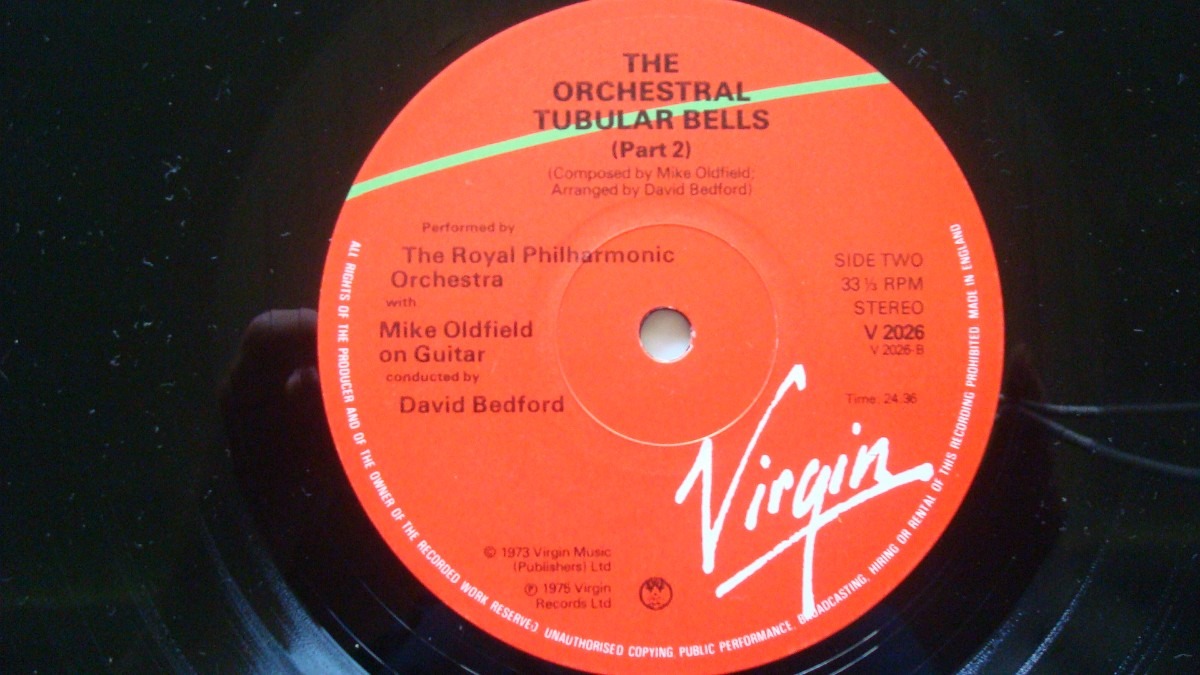 THE
ORCHESTRAL
TUBULAR BELLS
(Part 2)
(Composed by Mike Oldfield;
Arranged by David Bedford)
Performed by
The Royal Philharmonic
Orchestra
with
Mike Oldfield
on Guitar
conducted by
David Bedford
SIDE TWO
33 ⅓ RPM
STEREO
V 2026
V 2026-B
Time: 24.36
Virgin
© 1973 Virgin Music
(Publishers) Ltd
℗ 1975 Virgin
Records Ltd
ALL RIGHTS OF THE PRODUCER AND OF THE OWNER OF THE RECORDED WORK RESERVED UNAUTHORISED COPYING, PUBLIC PERFORMANCE, BROADCASTING, HIRING OR RENTAL OF THIS RECORDING PROHIBITED MADE IN ENGLAND